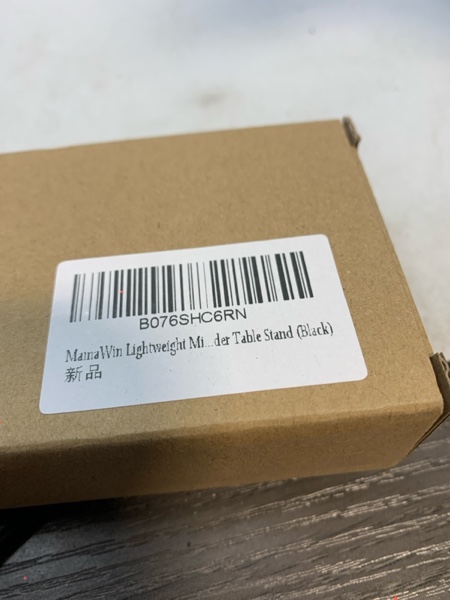 B076SHC6RN
MamaWin Lightweight Mi...der Table Stand (Black)
新品